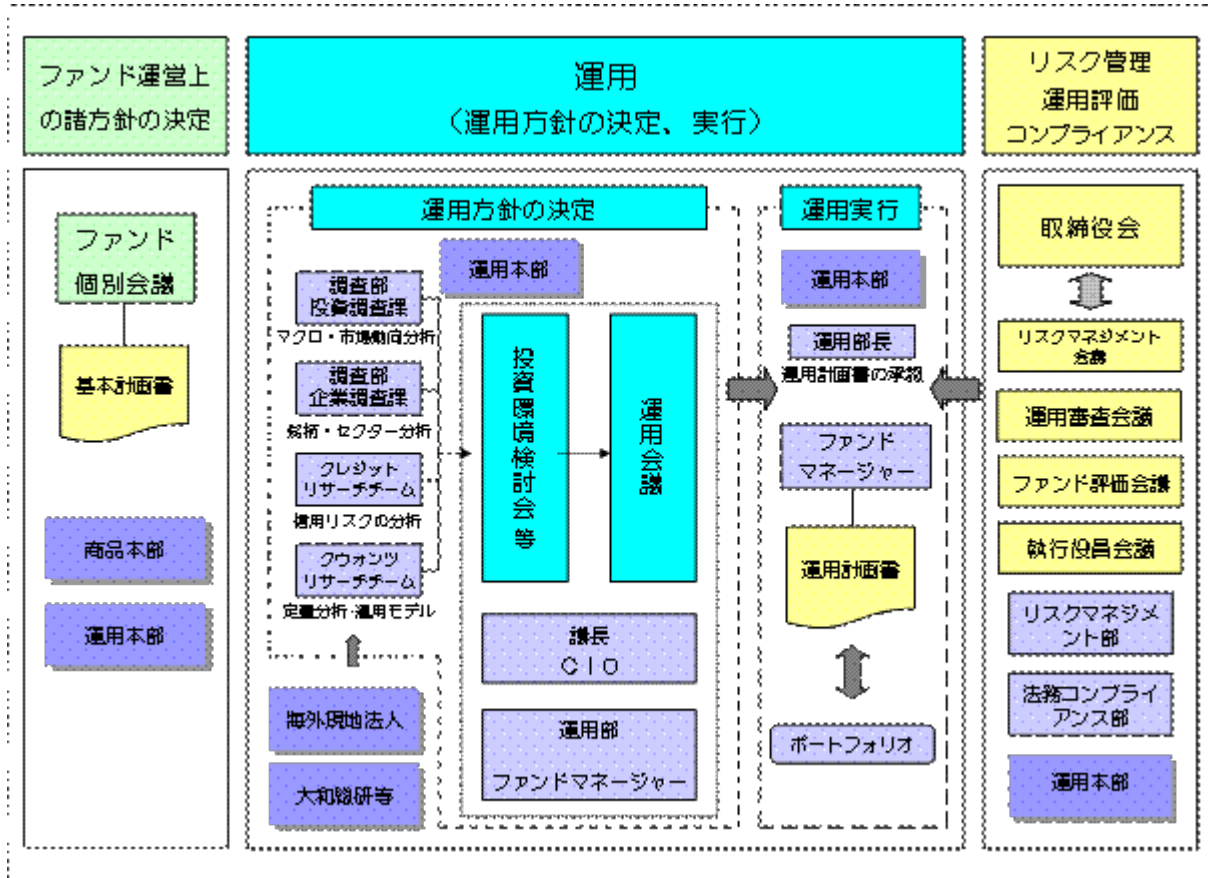 ファンド運営上
の諸方針の決定
運用
(運用方針の決定、実行)
リスク管理
運用評価
コンプライアンス
ファンド
個別会議
基本計画書
商品本部
運用本部
運用方針の決定
運用本部
調査部
投資調査課
マクロ・市場動向分析
調査部
企業調査課
銘柄・セクター分析
クレジット
リサーチチーム
信用リスクの分析
クウォンツ
リサーチチーム
定量分析・運用モデル
海外現地法人
大和総研等
投資環境検討会等
運用会議
議長
CIO
運用部
ファンドマネージャー
運用実行
運用本部
運用部長
運用計画書の承認
ファンド
マネージャー
運用計画書
ポートフォリオ
取締役会
リスクマネジメント
会議
運用審査会議
ファンド評価会議
執行役員会議
リスクマネジメ
ント部
法務コンプライ
アンス部
運用本部